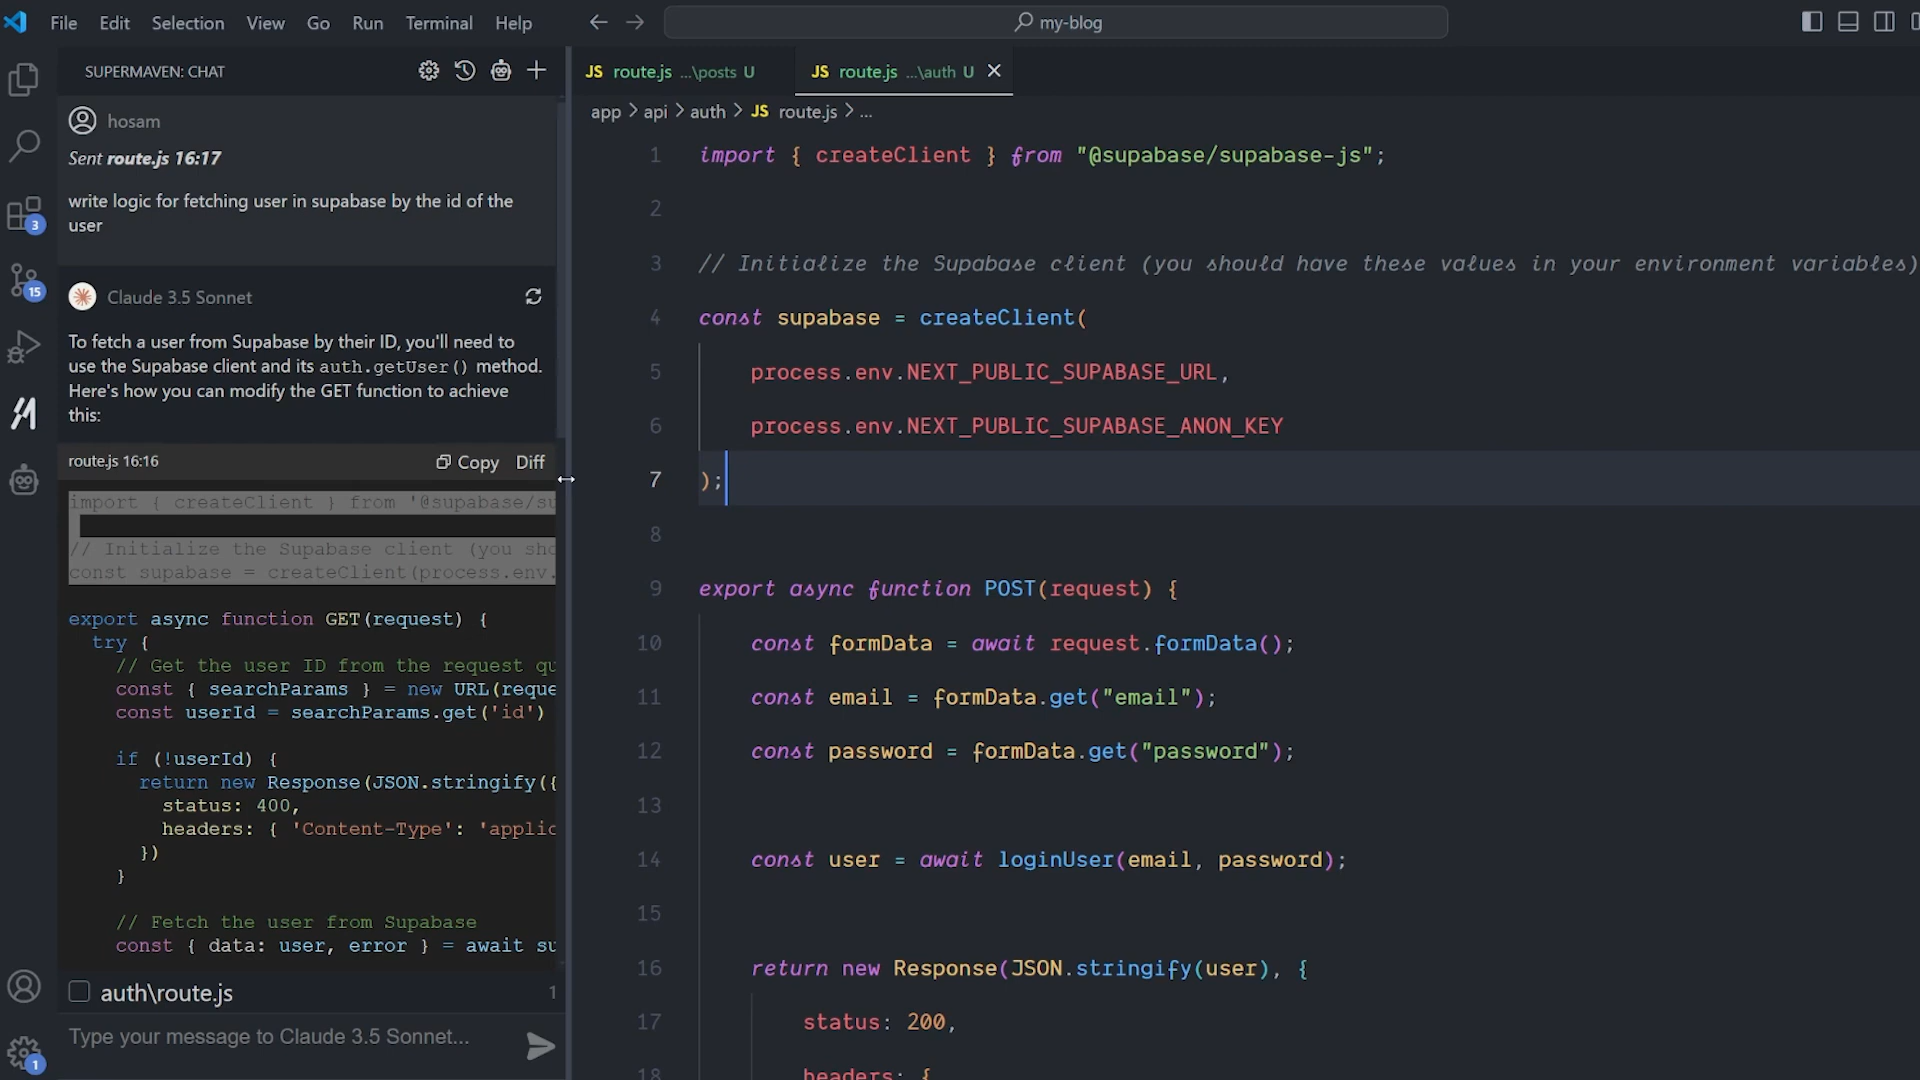 File Edit Selection View Go Run Terminal Help
my-blog
SUPERMAVEN: CHAT
hosam
Sent route.js 16:17
write logic for fetching user in supabase by the id of the
user
Claude 3.5 Sonnet
To fetch a user from Supabase by their ID, you'll need to
use the Supabase client and its auth.getUser() method.
Here's how you can modify the GET function to achieve
this:
route.js 16:16 Copy Diff
import { createClient } from '@supabase/su
// Initialize the Supabase client (you sho
const supabase = createClient(process.env.
export async function GET(request) {
try {
// Get the user ID from the request qu
const { searchParams } = new URL(reque
const userId = searchParams.get('id')
if (!userId) {
return new Response(JSON.stringify({
status: 400,
headers: { 'Content-Type': 'applic
})
}
// Fetch the user from Supabase
const { data: user, error } = await su
auth\route.js 1
Type your message to Claude 3.5 Sonnet...
3
15
1
JS route.js ...\posts U
JS route.js ...\auth U
app > api > auth > JS route.js > ...
1 import { createClient } from "@supabase/supabase-js";
2
3 // Initialize the Supabase client (you should have these values in your environment variables)
4 const supabase = createClient(
5 process.env.NEXT_PUBLIC_SUPABASE_URL,
6 process.env.NEXT_PUBLIC_SUPABASE_ANON_KEY
7 );
8
9 export async function POST(request) {
10 const formData = await request.formData();
11 const email = formData.get("email");
12 const password = formData.get("password");
13
14 const user = await loginUser(email, password);
15
16 return new Response(JSON.stringify(user), {
17 status: 200,
18 headers: {